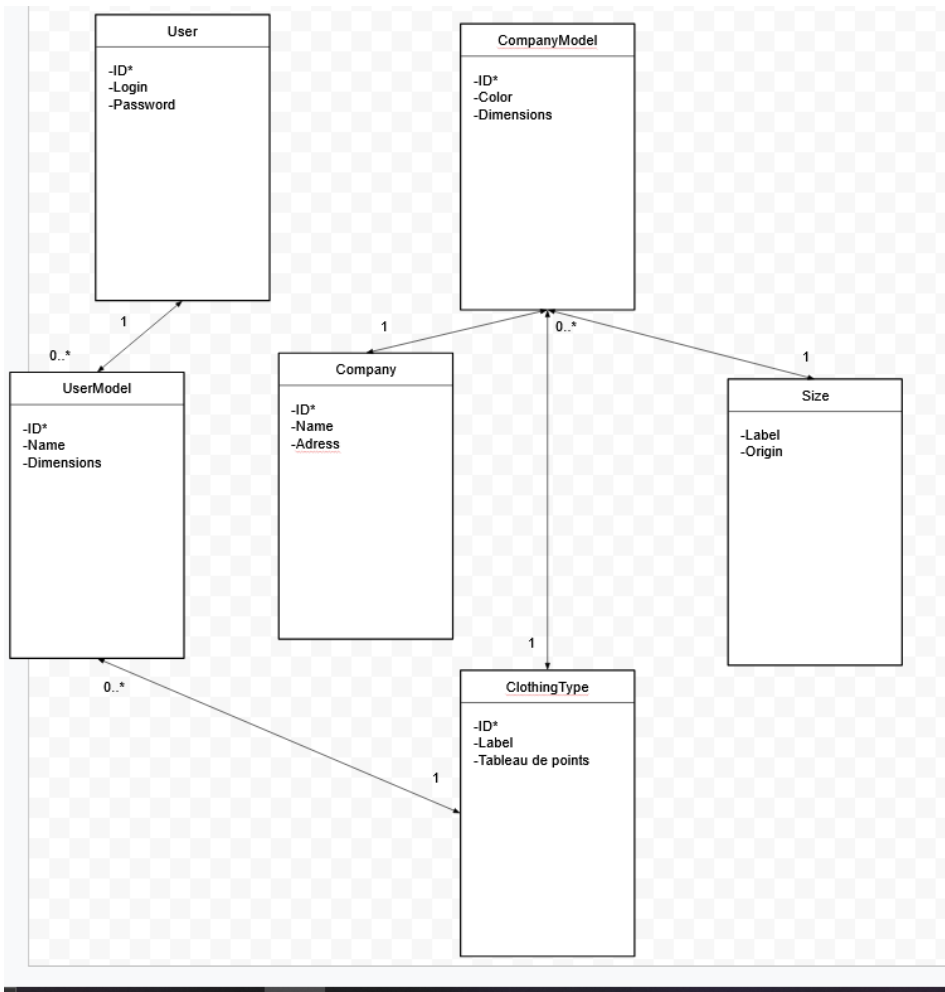 User
-ID*
-Login
-Password
CompanyModel
-ID*
-Color
-Dimensions
1
0..*
UserModel
-ID*
-Name
-Dimensions
1
0..*
1
Company
-ID*
-Name
-Adress
Size
-Label
-Origin
0..*
1
1
ClothingType
-ID*
-Label
-Tableau de points